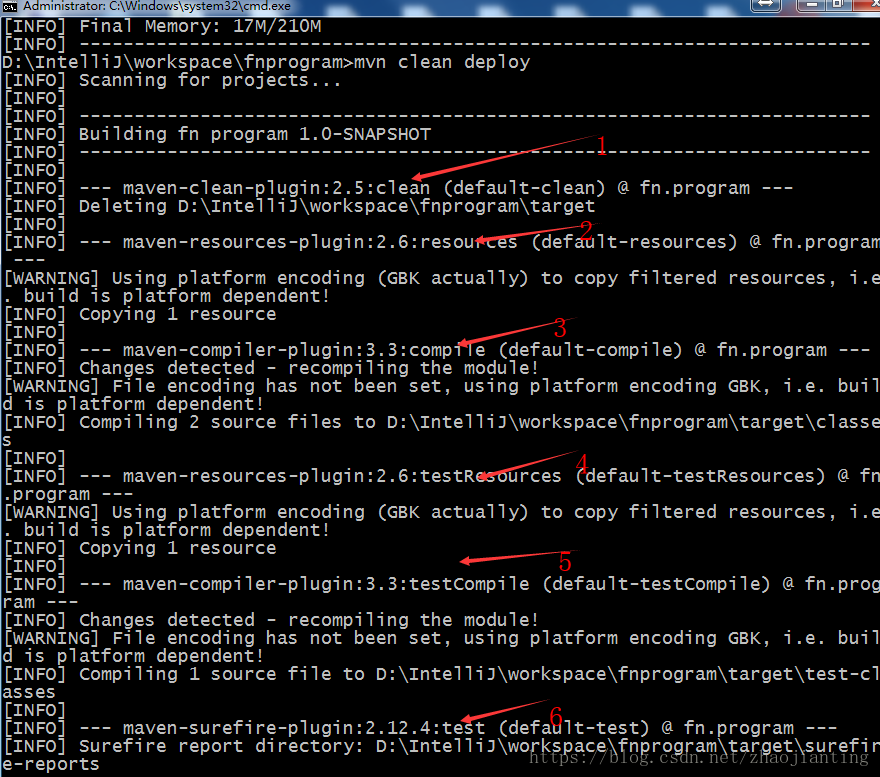 Administrator: C:\Windows\system32\cmd.exe
[INFO] Final Memory: 17M/210M
[INFO] ------------------------------------------------------------------------
D:\IntelliJ\workspace\fnprogram>mvn clean deploy
[INFO] Scanning for projects...
[INFO]
[INFO] ------------------------------------------------------------------------
[INFO] Building fn program 1.0-SNAPSHOT
[INFO] ------------------------------------------------------------------------
1
[INFO]
[INFO] --- maven-clean-plugin:2.5:clean (default-clean) @ fn.program ---
[INFO] Deleting D:\IntelliJ\workspace\fnprogram\target
[INFO]
2
[INFO] --- maven-resources-plugin:2.6:resources (default-resources) @ fn.program
---
[WARNING] Using platform encoding (GBK actually) to copy filtered resources, i.e
. build is platform dependent!
[INFO] Copying 1 resource
[INFO]
3
[INFO] --- maven-compiler-plugin:3.3:compile (default-compile) @ fn.program ---
[INFO] Changes detected - recompiling the module!
[WARNING] File encoding has not been set, using platform encoding GBK, i.e. buil
d is platform dependent!
[INFO] Compiling 2 source files to D:\IntelliJ\workspace\fnprogram\target\classe
s
[INFO]
4
[INFO] --- maven-resources-plugin:2.6:testResources (default-testResources) @ fn
.program ---
[WARNING] Using platform encoding (GBK actually) to copy filtered resources, i.e
. build is platform dependent!
[INFO] Copying 1 resource
[INFO]
5
[INFO] --- maven-compiler-plugin:3.3:testCompile (default-testCompile) @ fn.prog
ram ---
[INFO] Changes detected - recompiling the module!
[WARNING] File encoding has not been set, using platform encoding GBK, i.e. buil
d is platform dependent!
[INFO] Compiling 1 source file to D:\IntelliJ\workspace\fnprogram\target\test-cl
asses
[INFO]
6
[INFO] --- maven-surefire-plugin:2.12.4:test (default-test) @ fn.program ---
[INFO] Surefire report directory: D:\IntelliJ\workspace\fnprogram\target\surefir
e-reports
https://blog.csdn.net/zhaojianting